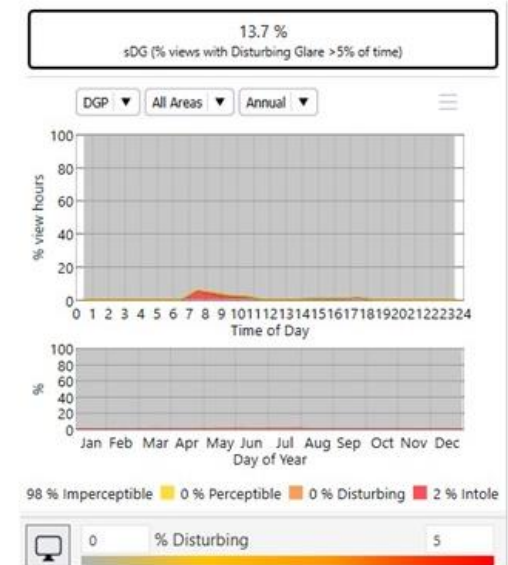 13.7 %
sDG (% views with Disturbing Glare >5% of time)
DGP ▼ All Areas ▼ Annual ▼
% view hours
100
80
60
40
20
0
0 1 2 3 4 5 6 7 8 9 101112131415161718192021222324
Time of Day
%
100
80
60
40
20
0
Jan Feb Mar Apr May Jun Jul Aug Sep Oct Nov Dec
Day of Year
98 % Imperceptible 0 % Perceptible 0 % Disturbing 2 % Intole
0 % Disturbing 5